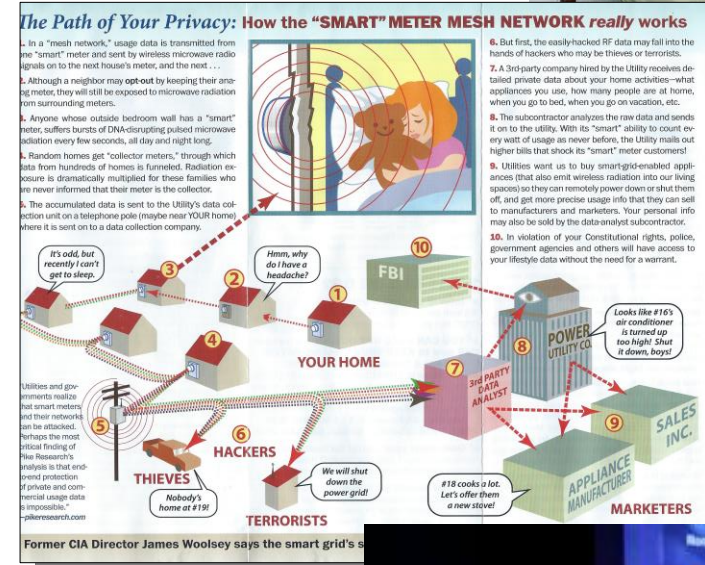 The Path of Your Privacy: How the “SMART” METER MESH NETWORK really works
1. In a “mesh network,” usage data is transmitted from
one “smart” meter and sent by wireless microwave radio
signals on to the next house's meter, and the next . . .
2. Although a neighbor may opt-out by keeping their ana-
log meter, they will still be exposed to microwave radiation
from surrounding meters.
3. Anyone whose outside bedroom wall has a “smart”
meter, suffers bursts of DNA-disrupting pulsed microwave
radiation every few seconds, all day and night long.
4. Random homes get “collector meters,” through which
data from hundreds of homes is funneled. Radiation ex-
posure is dramatically multiplied for these families who
are never informed that their meter is the collector.
5. The accumulated data is sent to the Utility's data col-
lection unit on a telephone pole (maybe near YOUR home)
where it is sent on to a data collection company.
6. But first, the easily-hacked RF data may fall into the
hands of hackers who may be thieves or terrorists.
7. A 3rd-party company hired by the Utility receives de-
tailed private data about your home activities—what
appliances you use, how many people are at home,
when you go to bed, when you go on vacation, etc.
8. The subcontractor analyzes the raw data and sends
it on to the utility. With its “smart” ability to count ev-
ery watt of usage as never before, the Utility mails out
higher bills that shock its “smart” meter customers!
9. Utilities want us to buy smart-grid-enabled appli-
ances (that also emit wireless radiation into our living
spaces) so they can remotely power down or shut them
off, and get more precise usage info that they can sell
to manufacturers and marketers. Your personal info
may also be sold by the data-analyst subcontractor.
10. In violation of your Constitutional rights, police,
government agencies and others will have access to
your lifestyle data without the need for a warrant.
It's odd, but
recently I can't
get to sleep.
3
2
Hmm, why
do I have a
headache?
1
YOUR HOME
10
FBI
4
8
POWER
UTILITY CO.
Looks like #16's
air conditioner
is turned up
too high! Shut
it down, boys!
7
3rd PARTY
DATA
ANALYST
9
SALES
INC.
APPLIANCE
MANUFACTURER
MARKETERS
#18 cooks a lot.
Let's offer them
a new stove!
“Utilities and gov-
ernments realize
that smart meters
and their networks
can be attacked.
Perhaps the most
critical finding of
Pike Research's
analysis is that end-
to-end protection
of private and com-
mercial usage data
is impossible.”
—pikeresearch.com
5
6
HACKERS
THIEVES
Nobody's
home at #19!
TERRORISTS
We will shut
down the
power grid!
Former CIA Director James Woolsey says the smart grid's s